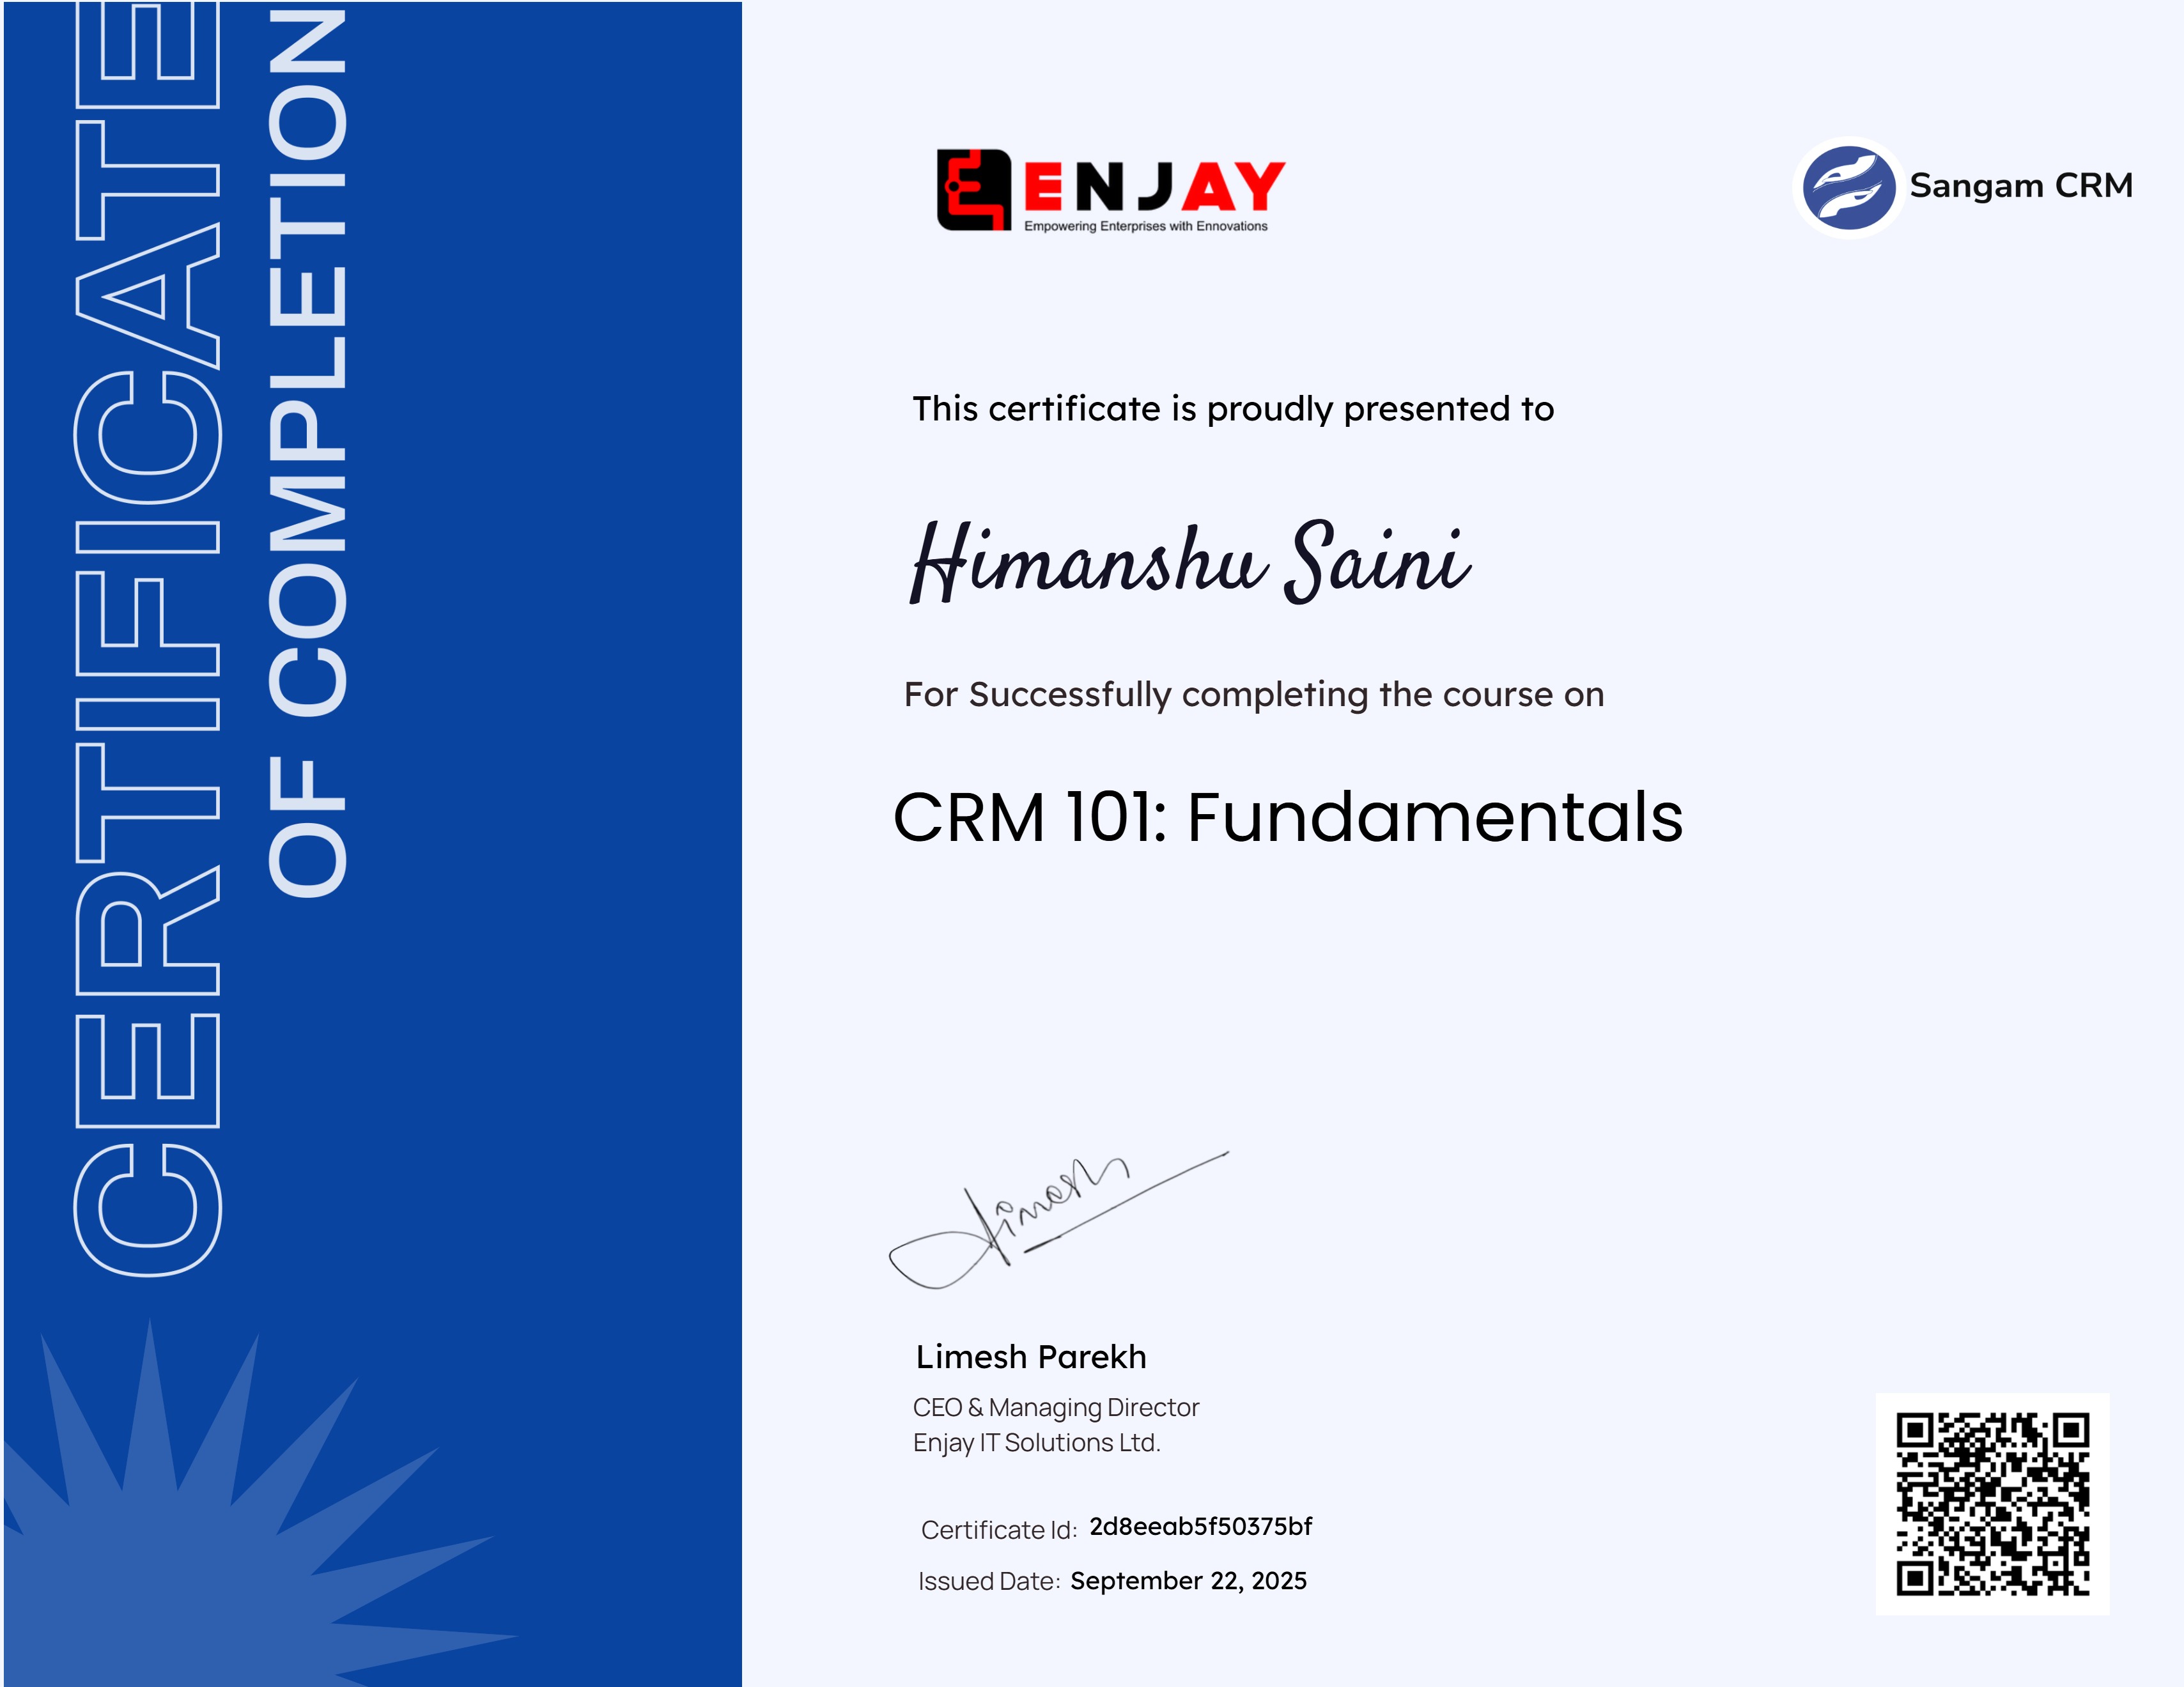 CERTIFICATE
OF COMPLETION
ENJAY
Empowering Enterprises with Ennovations
Sangam CRM
This certificate is proudly presented to
Himanshu Saini
For Successfully completing the course on
CRM 101: Fundamentals
Limesh
Limesh Parekh
CEO & Managing Director
Enjay IT Solutions Ltd.
Certificate Id: 2d8eeab5f50375bf
Issued Date: September 22, 2025